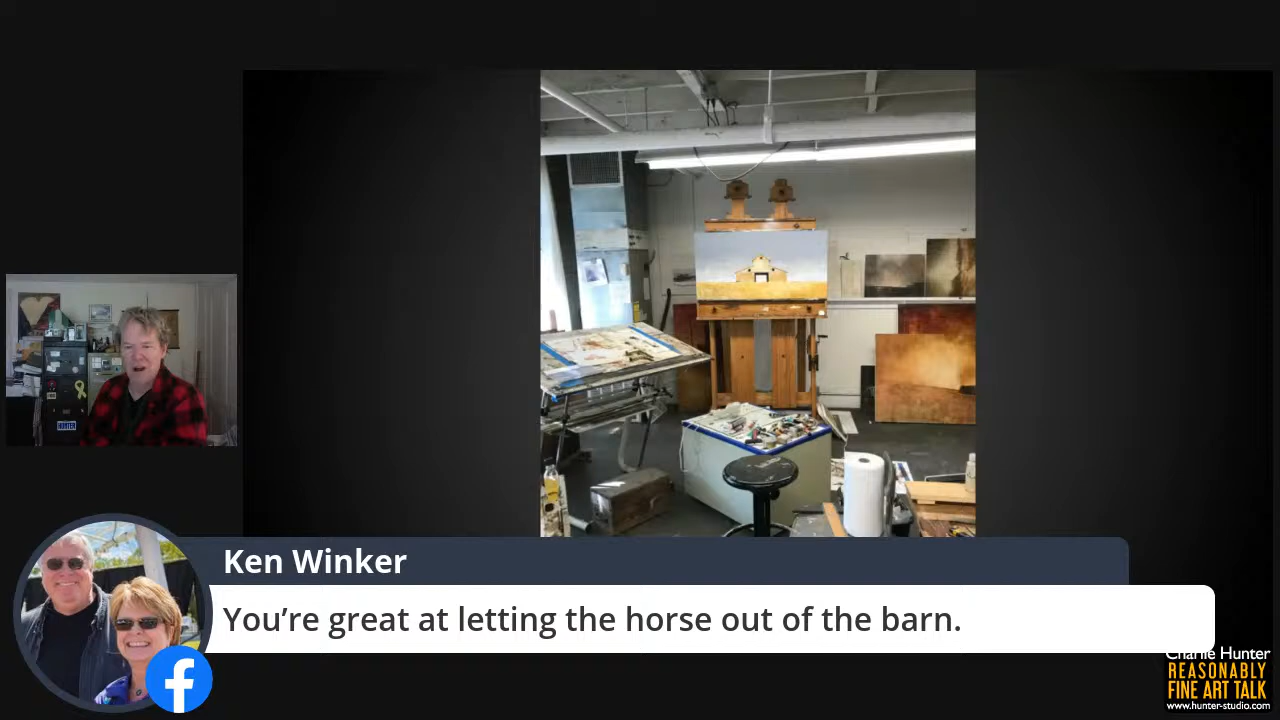 Ken Winker
You’re great at letting the horse out of the barn.
Charlie Hunter
REASONABLY
FINE ART TALK
www.hunter-studio.com